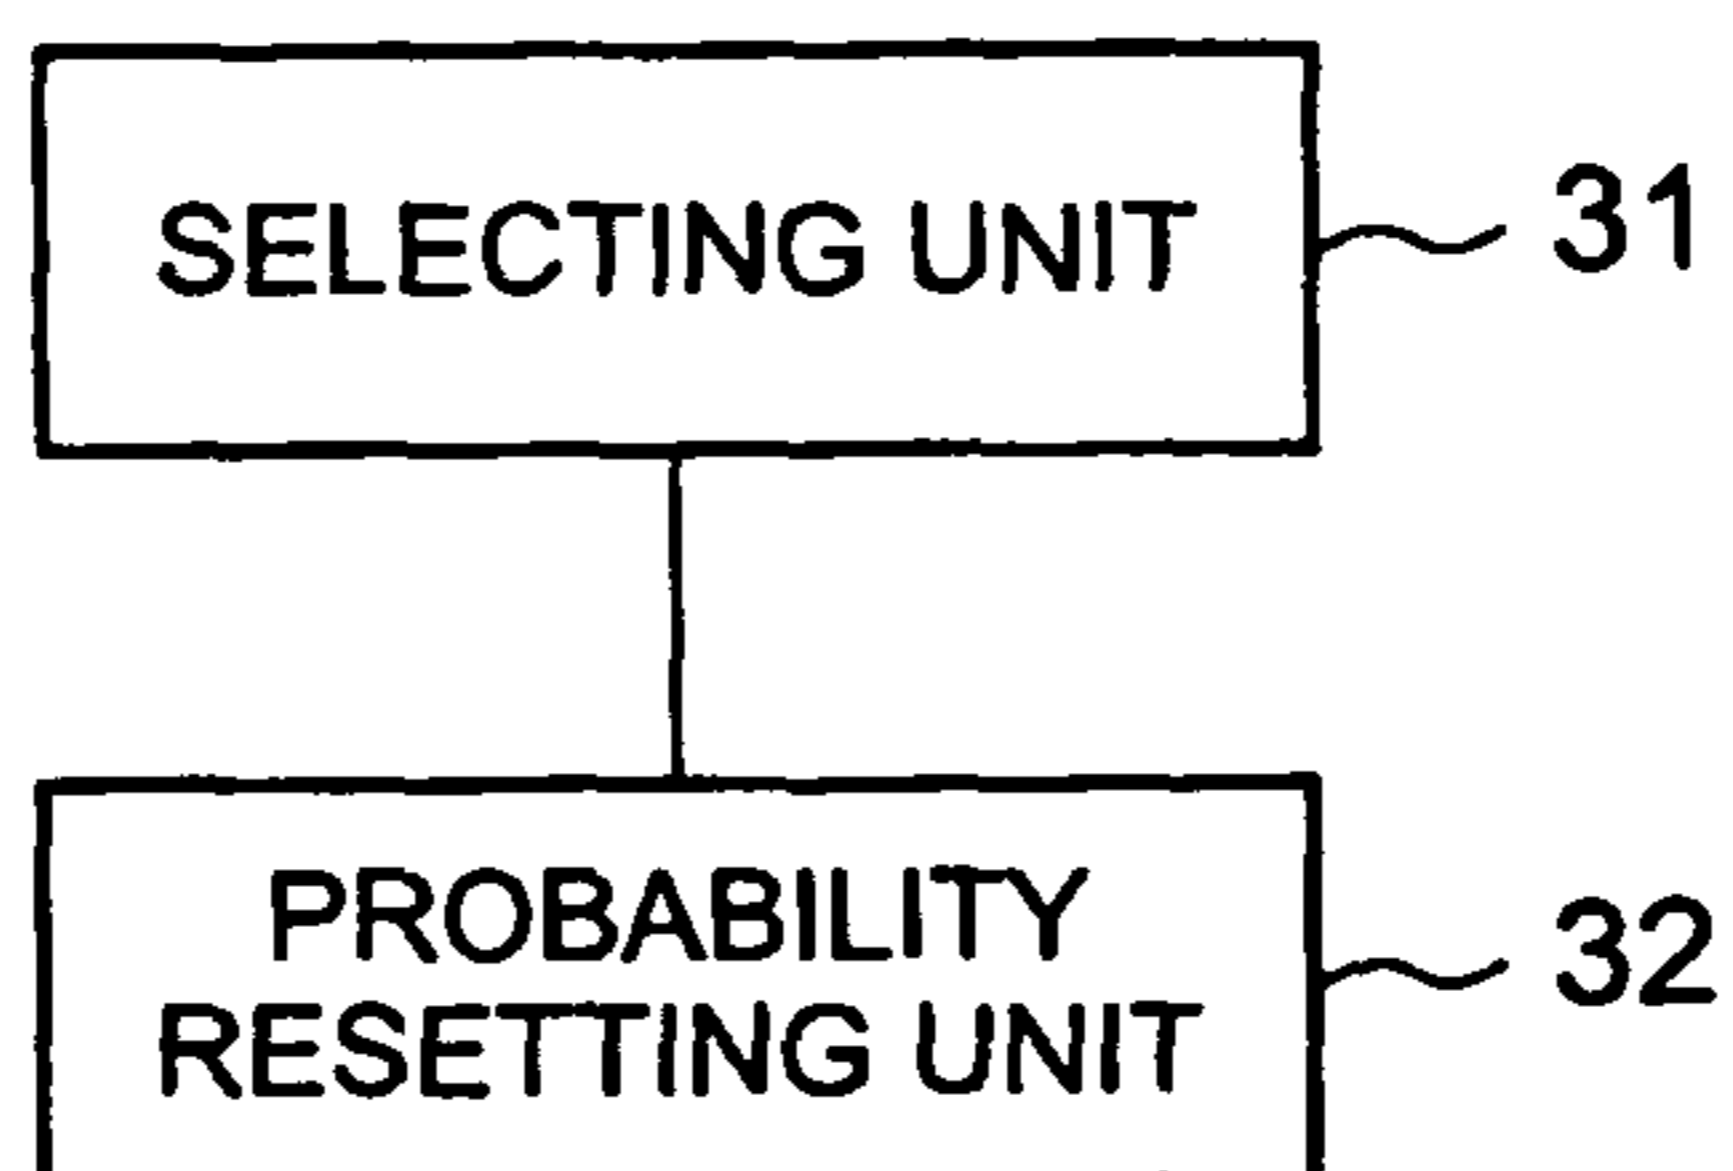 SELECTING UNIT
31
PROBABILITY
RESETTING UNIT
32